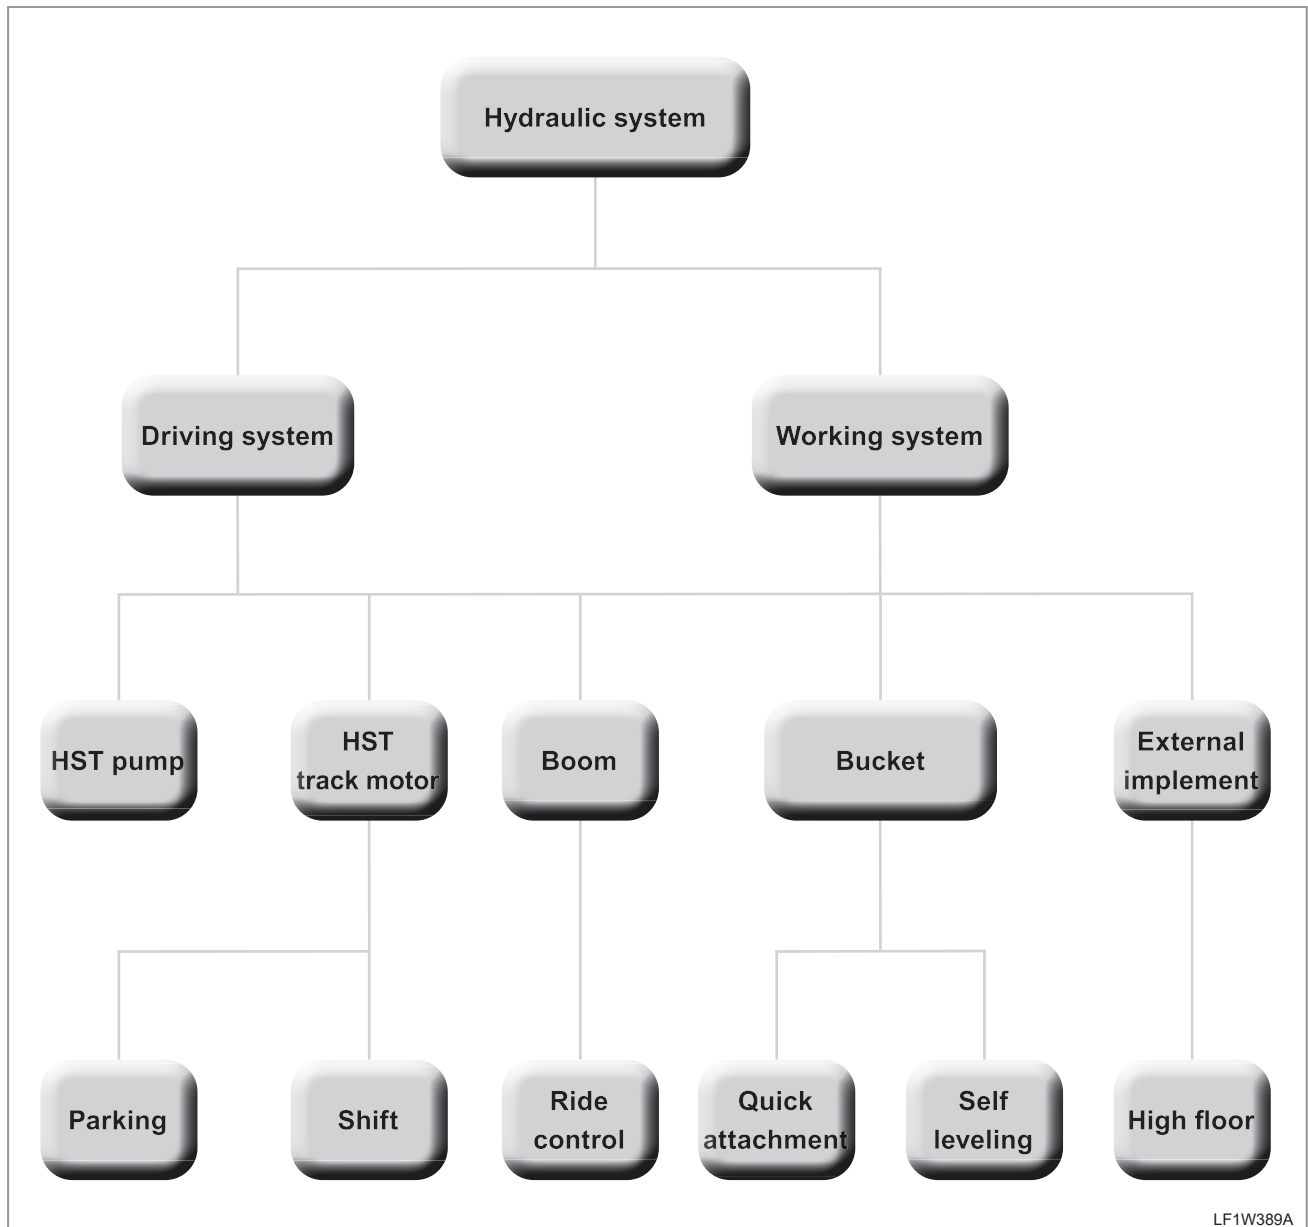 Hydraulic system
Driving system
Working system
HST pump
HST
track motor
Boom
Bucket
External
implement
Parking
Shift
Ride
control
Quick
attachment
Self
leveling
High floor
LF1W389A